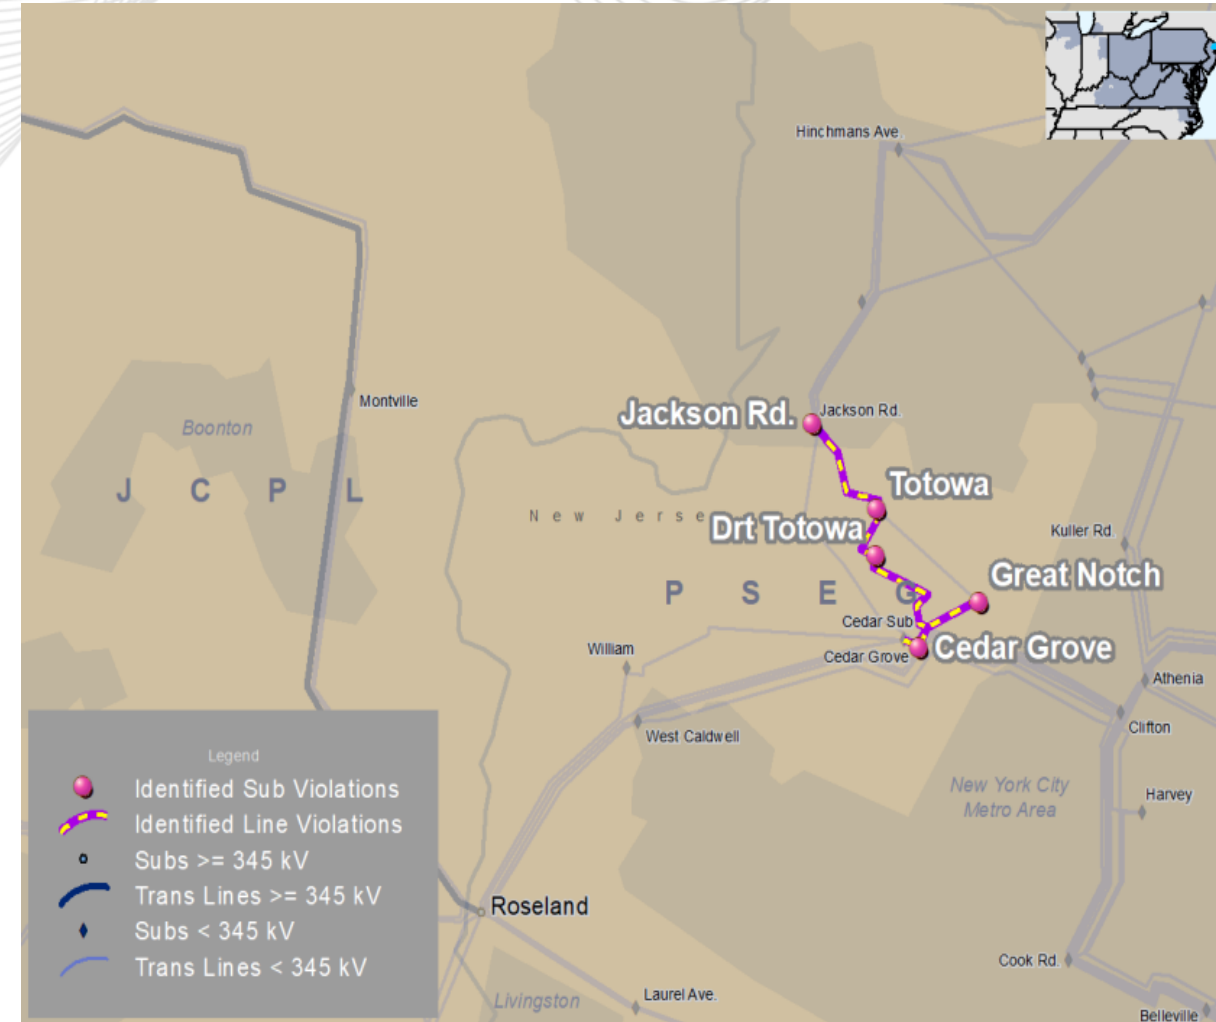 Hinchmans Ave.
Montville
Jackson Rd.
Jackson Rd.
Boonton
J C P L
Totowa
New Jerse
Drt Totowa
Kuller Rd.
Great Notch
P S E G
Cedar Sub
William
Cedar Grove
Cedar Grove
Athenia
West Caldwell
Clifton
New York City
Metro Area
Harvey
Legend
Identified Sub Violations
Identified Line Violations
Subs >= 345 kV
Trans Lines >= 345 kV
Subs < 345 kV
Trans Lines < 345 kV
Roseland
Cook Rd.
Livingston
Laurel Ave.
Belleville